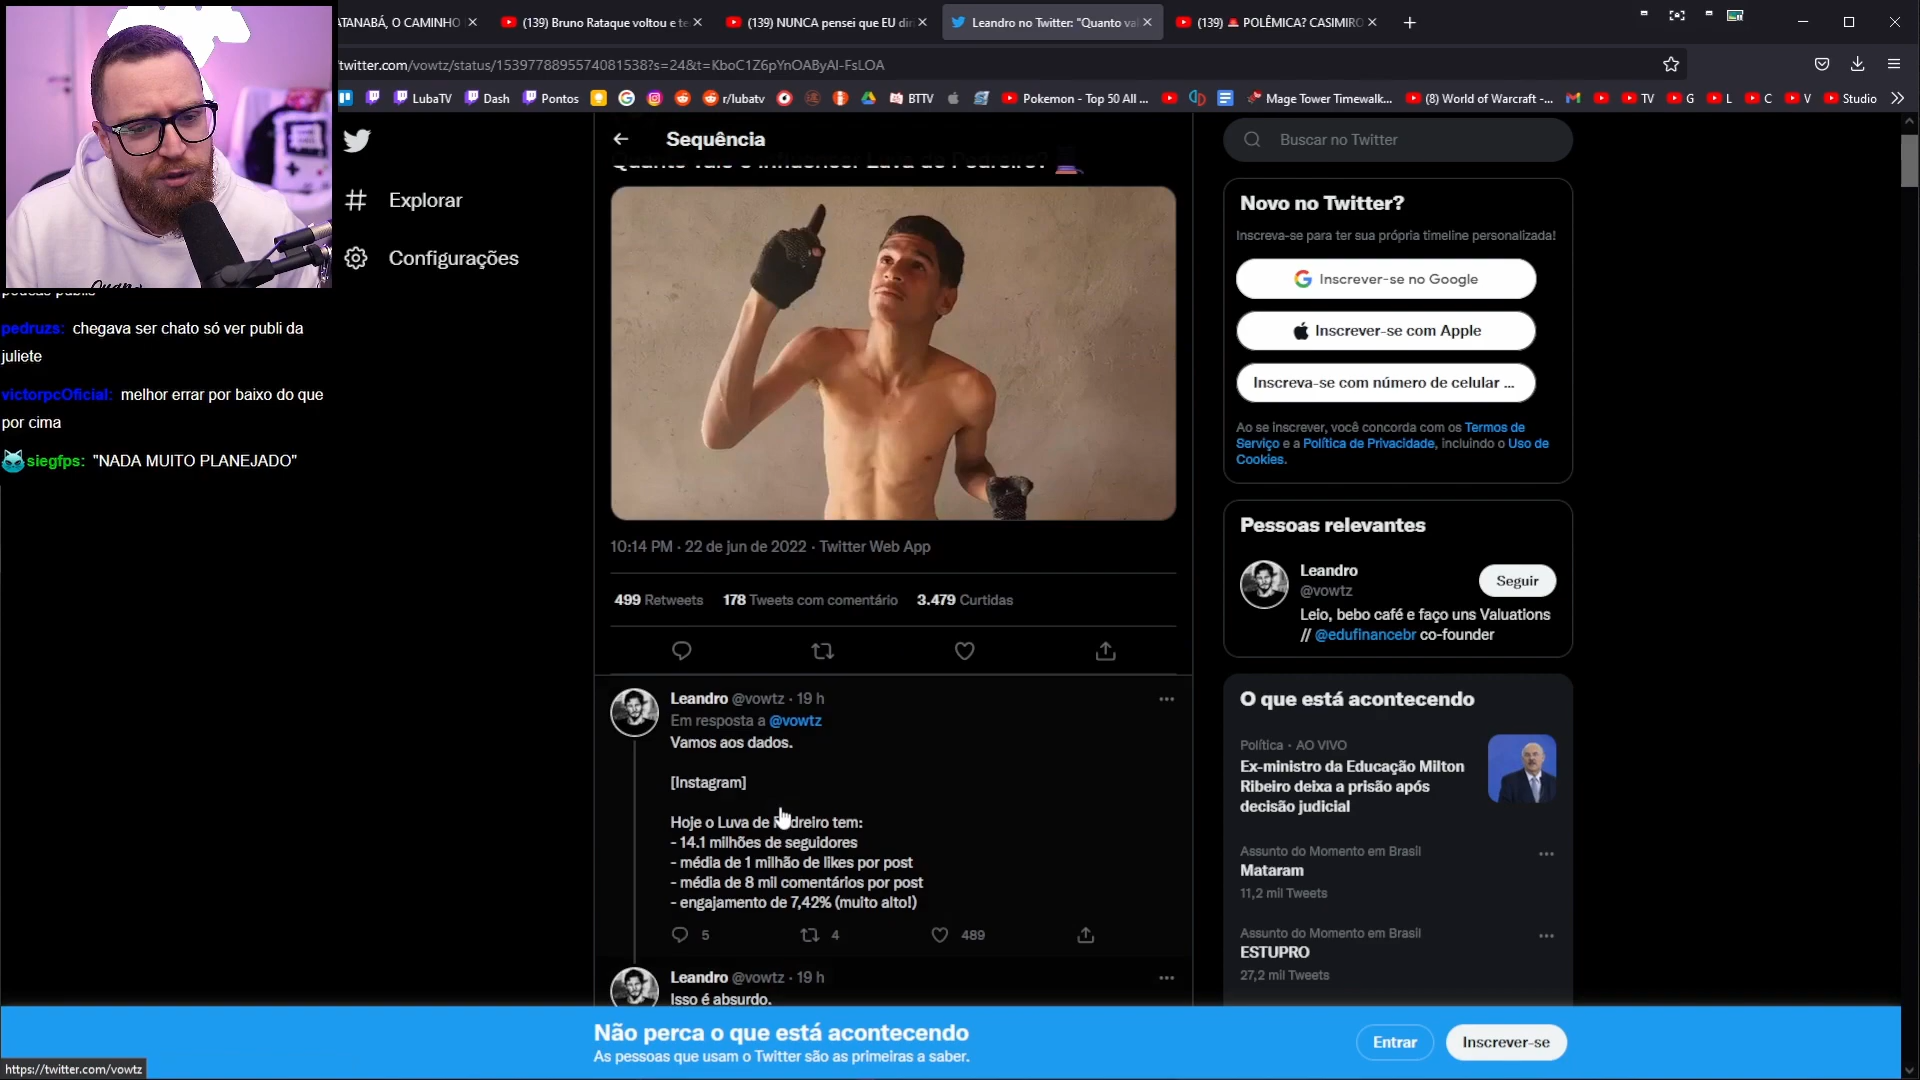 ATANABÁ, O CAMINHO
(139) Bruno Rataque voltou e te
(139) NUNCA pensei que EU di
Leandro no Twitter: "Quanto va
(139) 🚨 POLÊMICA? CASIMIRO
twitter.com/vowtz/status/1539778895574081538?s=24&t=KboC1Z6pYnOAByAI-FsLOA
LubaTV
Dash
Pontos
r/lubatv
BTTV
Pokemon - Top 50 All ...
Mage Tower Timewalk...
(8) World of Warcraft -...
TV
G
L
C
V
Studio
pedruzs: chegava ser chato só ver publi da
juliete
victorpcOficial: melhor errar por baixo do que
por cima
siegfps: "NADA MUITO PLANEJADO"
Explorar
Configurações
Sequência
Quanto vale o influencer Luva de Pedreiro?
10:14 PM · 22 de jun de 2022 · Twitter Web App
499 Retweets 178 Tweets com comentário 3.479 Curtidas
Leandro @vowtz · 19 h
Em resposta a @vowtz
Vamos aos dados.
[Instagram]
Hoje o Luva de Pedreiro tem:
- 14.1 milhões de seguidores
- média de 1 milhão de likes por post
- média de 8 mil comentários por post
- engajamento de 7,42% (muito alto!)
5 4 489
Leandro @vowtz · 19 h
Isso é absurdo.
Buscar no Twitter
Novo no Twitter?
Inscreva-se para ter sua própria timeline personalizada!
Inscrever-se no Google
Inscrever-se com Apple
Inscreva-se com número de celular ...
Ao se inscrever, você concorda com os Termos de
Serviço e a Política de Privacidade, incluindo o Uso de
Cookies.
Pessoas relevantes
Leandro
@vowtz
Seguir
Leio, bebo café e faço uns Valuations
// @edufinancebr co-founder
O que está acontecendo
Política · AO VIVO
Ex-ministro da Educação Milton
Ribeiro deixa a prisão após
decisão judicial
Assunto do Momento em Brasil
Mataram
11,2 mil Tweets
Assunto do Momento em Brasil
ESTUPRO
27,2 mil Tweets
Não perca o que está acontecendo
As pessoas que usam o Twitter são as primeiras a saber.
Entrar
Inscrever-se
https://twitter.com/vowtz